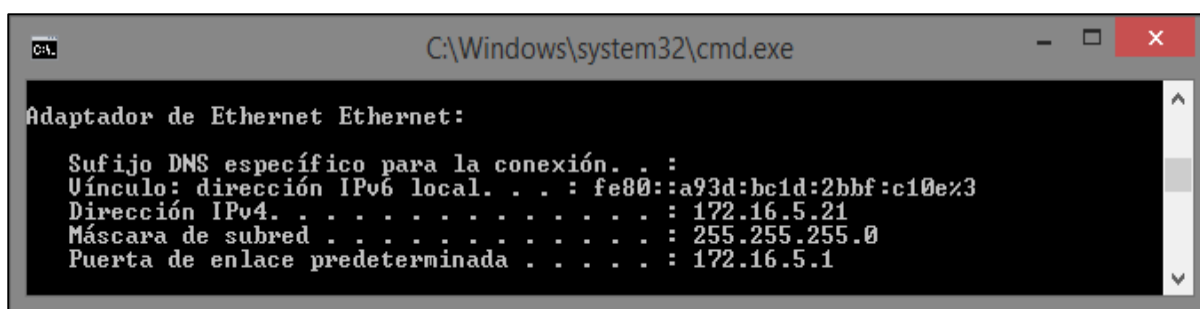 C:\Windows\system32\cmd.exe
Adaptador de Ethernet Ethernet:
Sufijo DNS específico para la conexión. . :
Vínculo: dirección IPv6 local. . . : fe80::a93d:bc1d:2bbf:c10e%3
Dirección IPv4. . . . . . . . . . . . . . : 172.16.5.21
Máscara de subred . . . . . . . . . . . . : 255.255.255.0
Puerta de enlace predeterminada . . . . . : 172.16.5.1